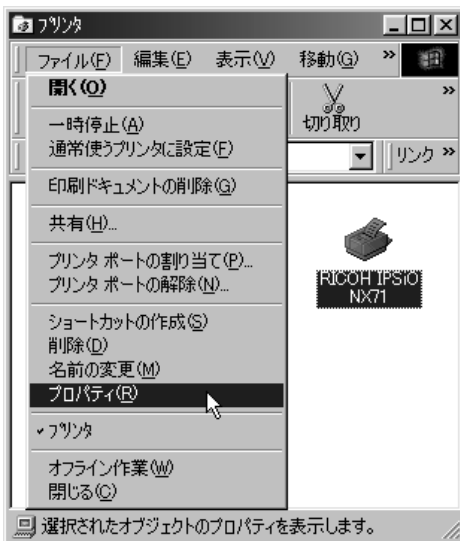 プリンタ
ファイル(F) 編集(E) 表示(V) 移動(G) »
開く(O)
一時停止(A)
通常使うプリンタに設定(F)
印刷ドキュメントの削除(G)
共有(H)...
プリンタ ポートの割り当て(P)...
プリンタ ポートの解除(N)...
ショートカットの作成(S)
削除(D)
名前の変更(M)
プロパティ(R)
プリンタ
オフライン作業(W)
閉じる(C)
切り取り »
リンク »
RICOH IPSiO
NX71
選択されたオブジェクトのプロパティを表示します。